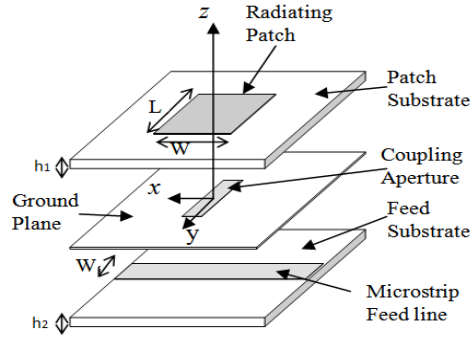 z
Radiating
Patch
Patch
Substrate
L
W
h1
Coupling
Aperture
x
Ground
Plane
y
Feed
Substrate
W
Microstrip
Feed line
h2